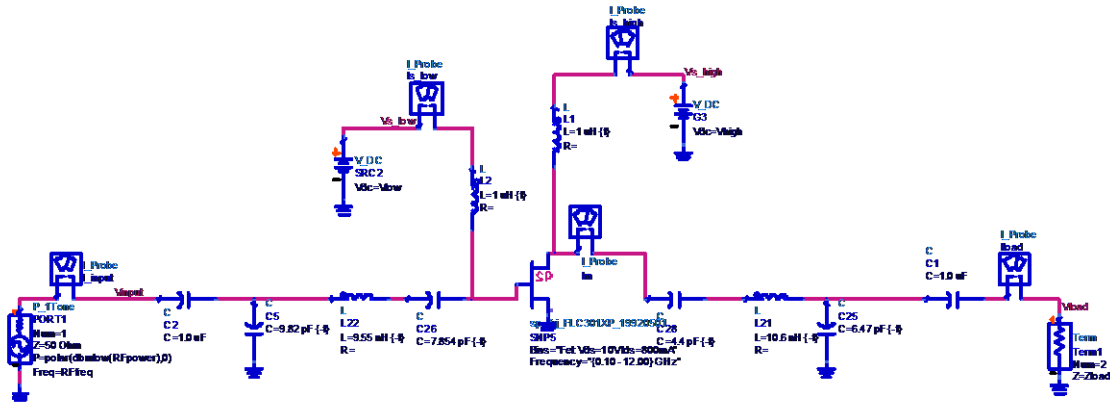 I_Probe
Is_high
Vs_high
V_DC
G3
Vdc=Vhigh
L
L1
L=1 uH {-t}
R=
I_Probe
Is_low
Vs_low
V_DC
SRC2
Vdc=Vlow
L
L2
L=1 uH {-t}
R=
I_Probe
I_input
Vinput
P_1Tone
PORT1
Num=1
Z=50 Ohm
P=polar(dbmtow(RFpower),0)
Freq=RFfreq
C
C2
C=1.0 uF
C
C5
C=9.82 pF {-t}
L
L22
L=9.55 nH {-t}
R=
C
C26
C=7.854 pF {-t}
SNP5
Bias="Fet: Vds=10V Ids=800mA"
Frequency="{0.10 - 12.00} GHz"
I_Probe
C
C28
C=4.4 pF {-t}
L
L21
L=10.6 nH {-t}
R=
C
C25
C=6.47 pF {-t}
C
C1
C=1.0 uF
I_Probe
Iload
Vload
Term
Term1
Num=2
Z=Zload